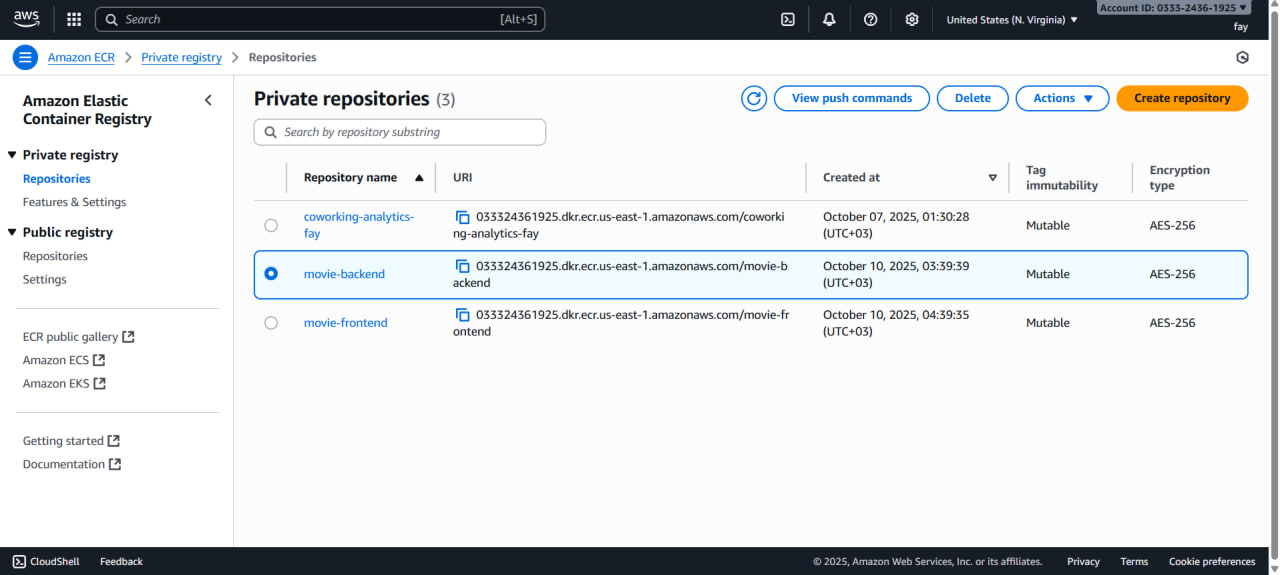 aws
Search
[Alt+S]
United States (N. Virginia)
Account ID: 0333-2436-1925
fay
Amazon ECR
Private registry
Repositories
Amazon Elastic
Container Registry
Private registry
Repositories
Features & Settings
Public registry
Repositories
Settings
ECR public gallery
Amazon ECS
Amazon EKS
Getting started
Documentation
Private repositories (3)
View push commands
Delete
Actions
Create repository
Search by repository substring
Repository name
URI
Created at
Tag
immutability
Encryption
type
coworking-analytics-
fay
033324361925.dkr.ecr.us-east-1.amazonaws.com/coworki
ng-analytics-fay
October 07, 2025, 01:30:28
(UTC+03)
Mutable
AES-256
movie-backend
033324361925.dkr.ecr.us-east-1.amazonaws.com/movie-b
ackend
October 10, 2025, 03:39:39
(UTC+03)
Mutable
AES-256
movie-frontend
033324361925.dkr.ecr.us-east-1.amazonaws.com/movie-fr
ontend
October 10, 2025, 04:39:35
(UTC+03)
Mutable
AES-256
CloudShell
Feedback
© 2025, Amazon Web Services, Inc. or its affiliates.
Privacy
Terms
Cookie preferences